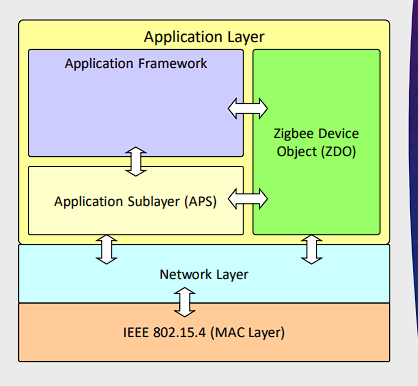 Application Layer
Application Framework
Zigbee Device
Object (ZDO)
Application Sublayer (APS)
Network Layer
IEEE 802.15.4 (MAC Layer)